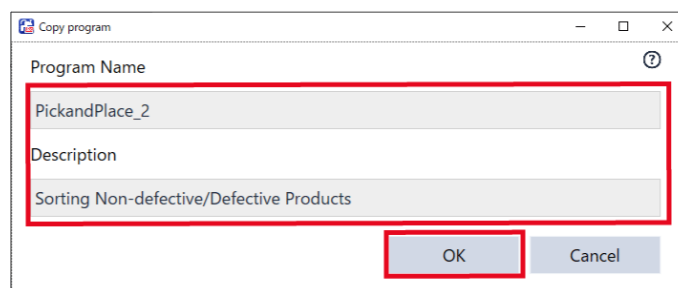 Copy program
Program Name
PickandPlace_2
Description
Sorting Non-defective/Defective Products
OK
Cancel